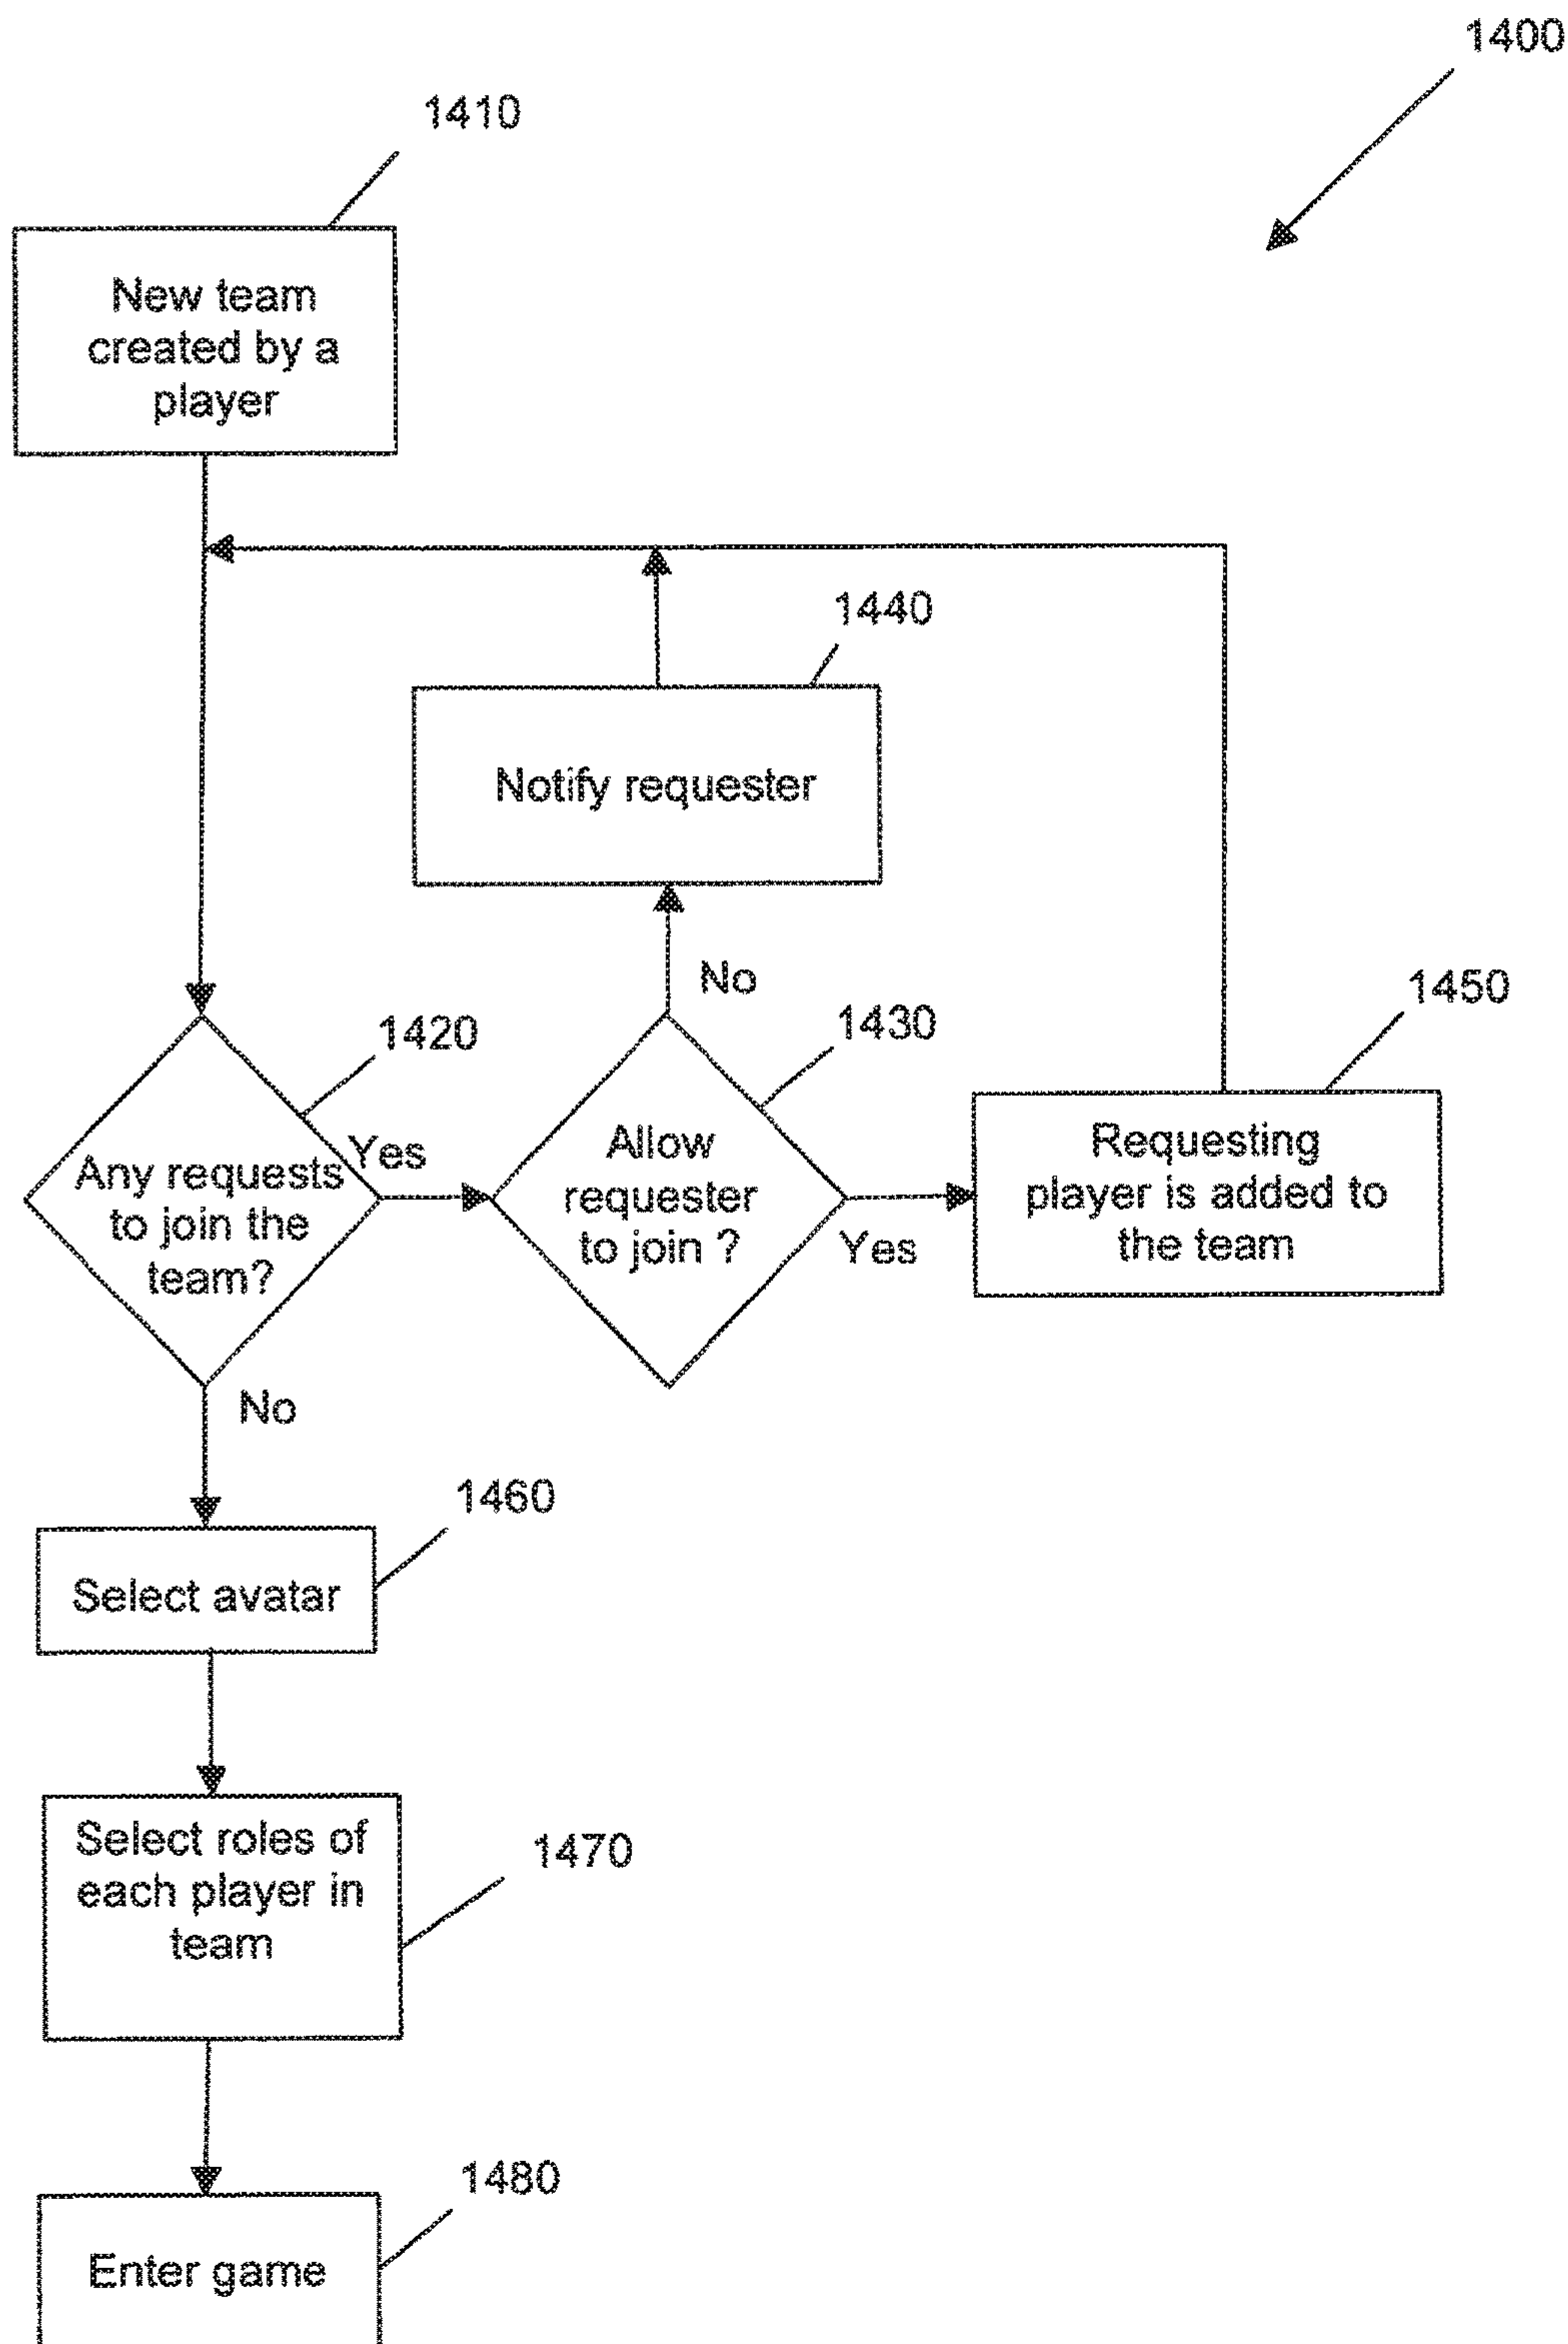 1400
1410
New team
created by a
player
1440
Notify requester
No
1450
1420
1430
Yes
Any requests
to join the
team?
Allow
requester
to join ?
Yes
Requesting
player is added to
the team
No
1460
Select avatar
1470
Select roles of
each player in
team
1480
Enter game